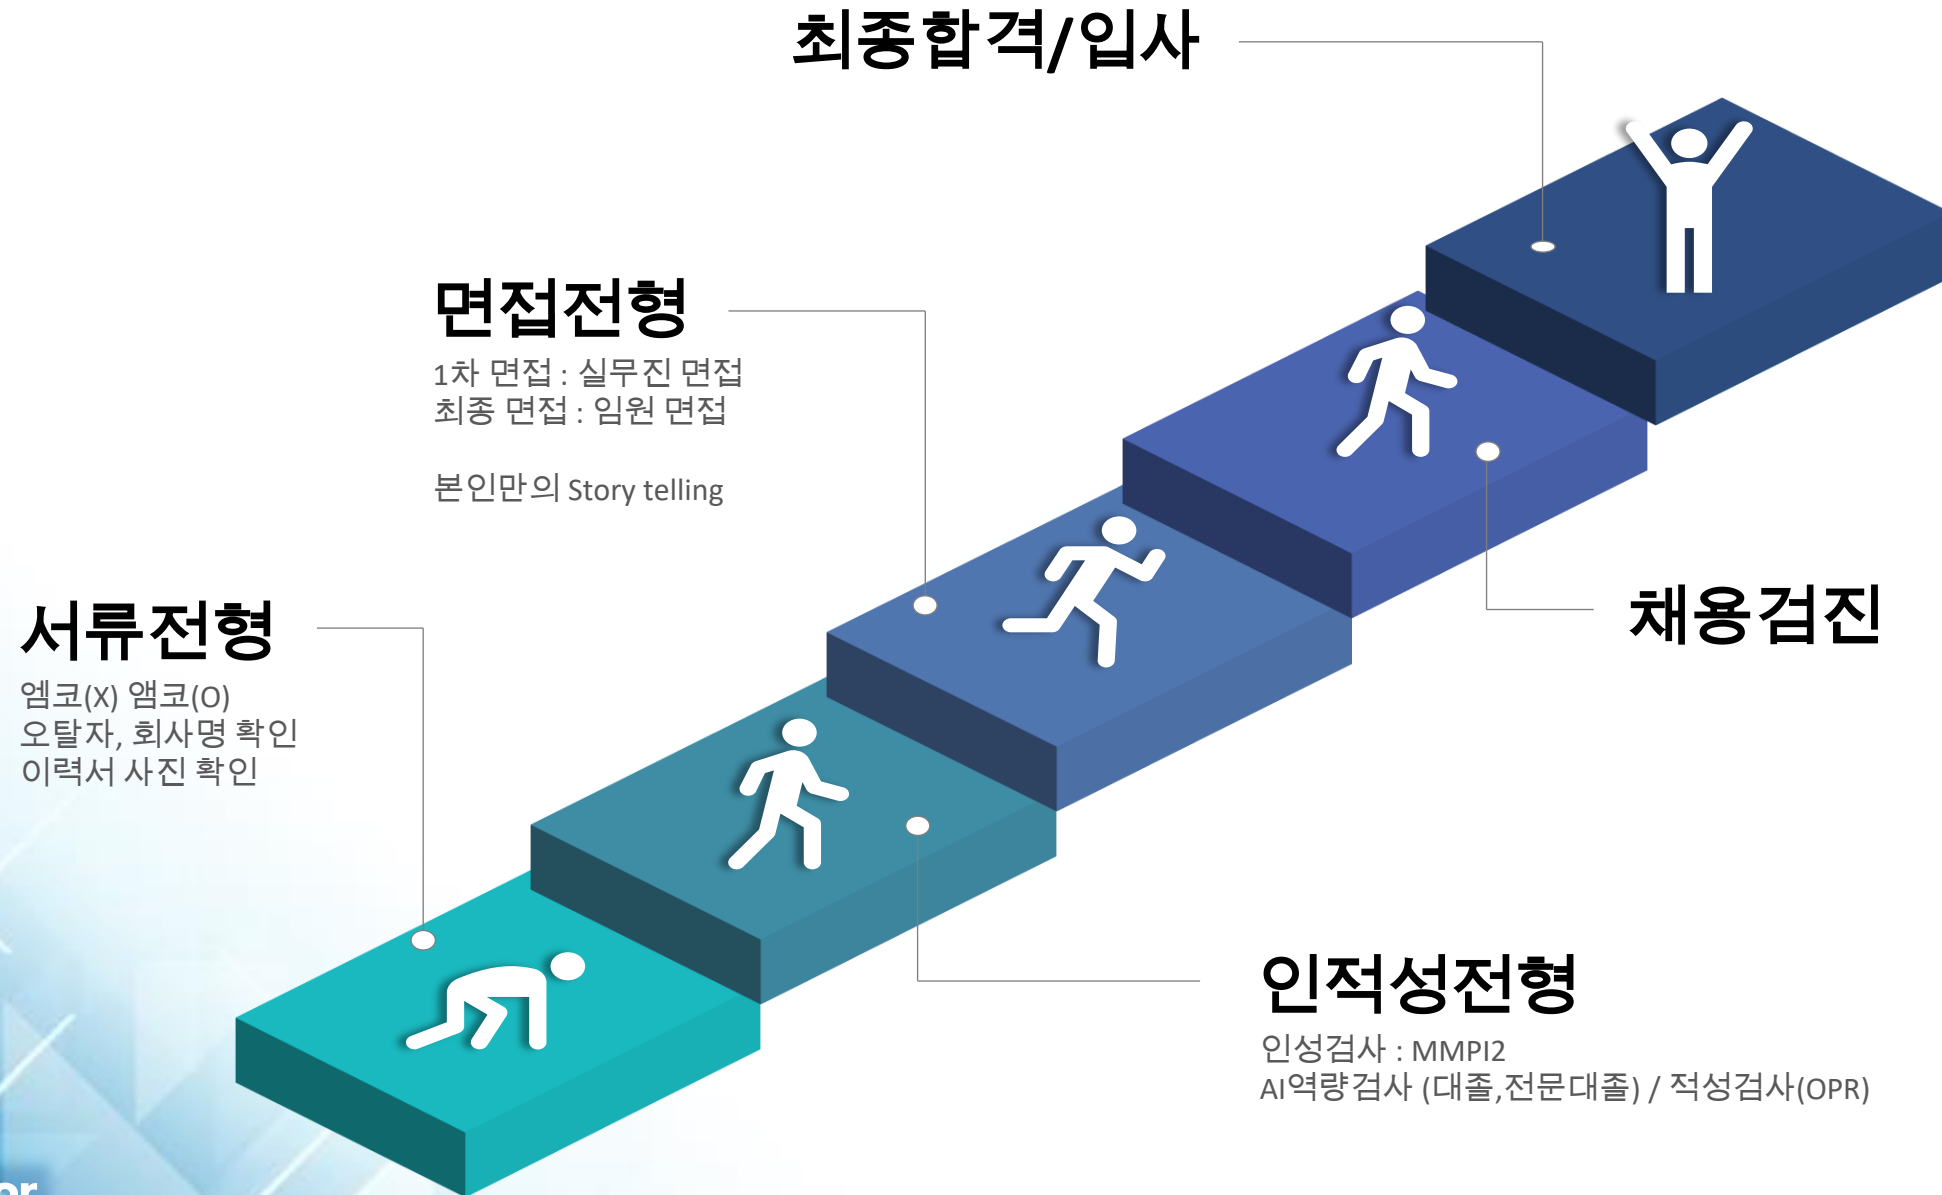 최종합격/입사
면접전형
1차 면접 : 실무진 면접
최종 면접 : 임원 면접
본인만의 Story telling
서류전형
엠코(X) 앰코(O)
오탈자, 회사명 확인
이력서 사진 확인
채용검진
인적성전형
인성검사 : MMPI2
AI역량검사 (대졸,전문대졸) / 적성검사(OPR)